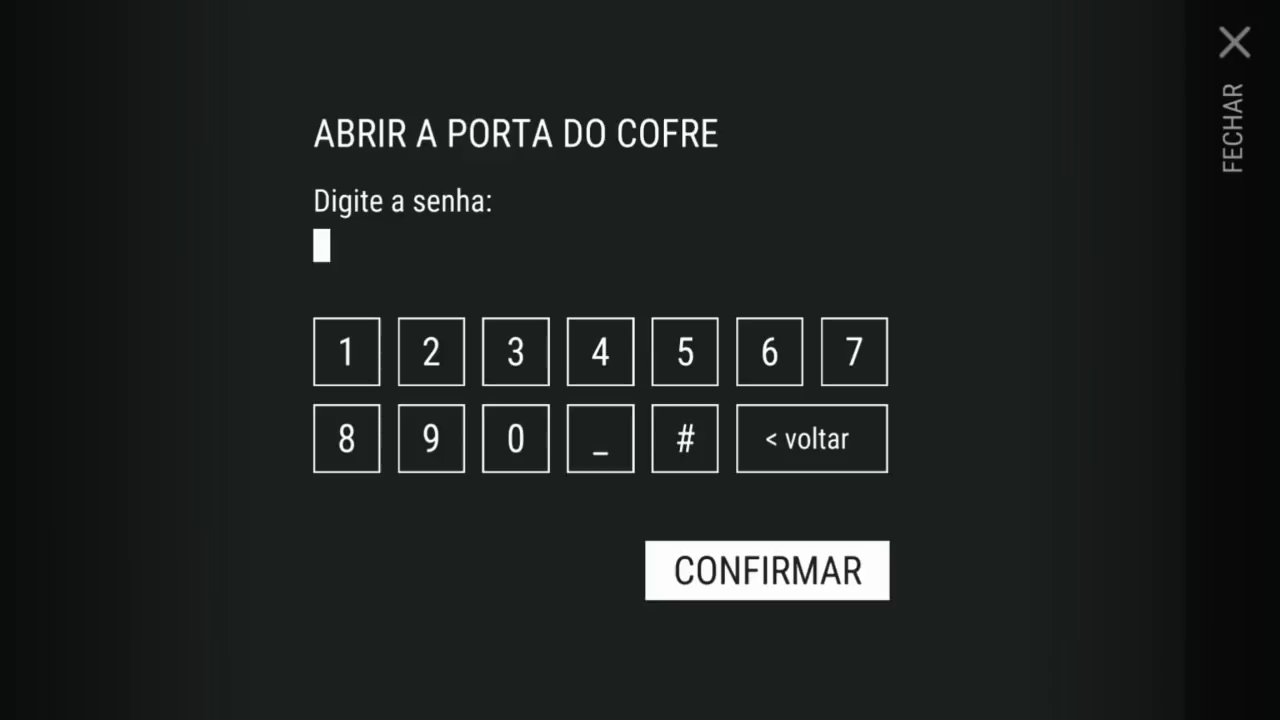 FECHAR
ABRIR A PORTA DO COFRE
Digite a senha:
1 2 3 4 5 6 7
8 9 0 _ # < voltar
CONFIRMAR